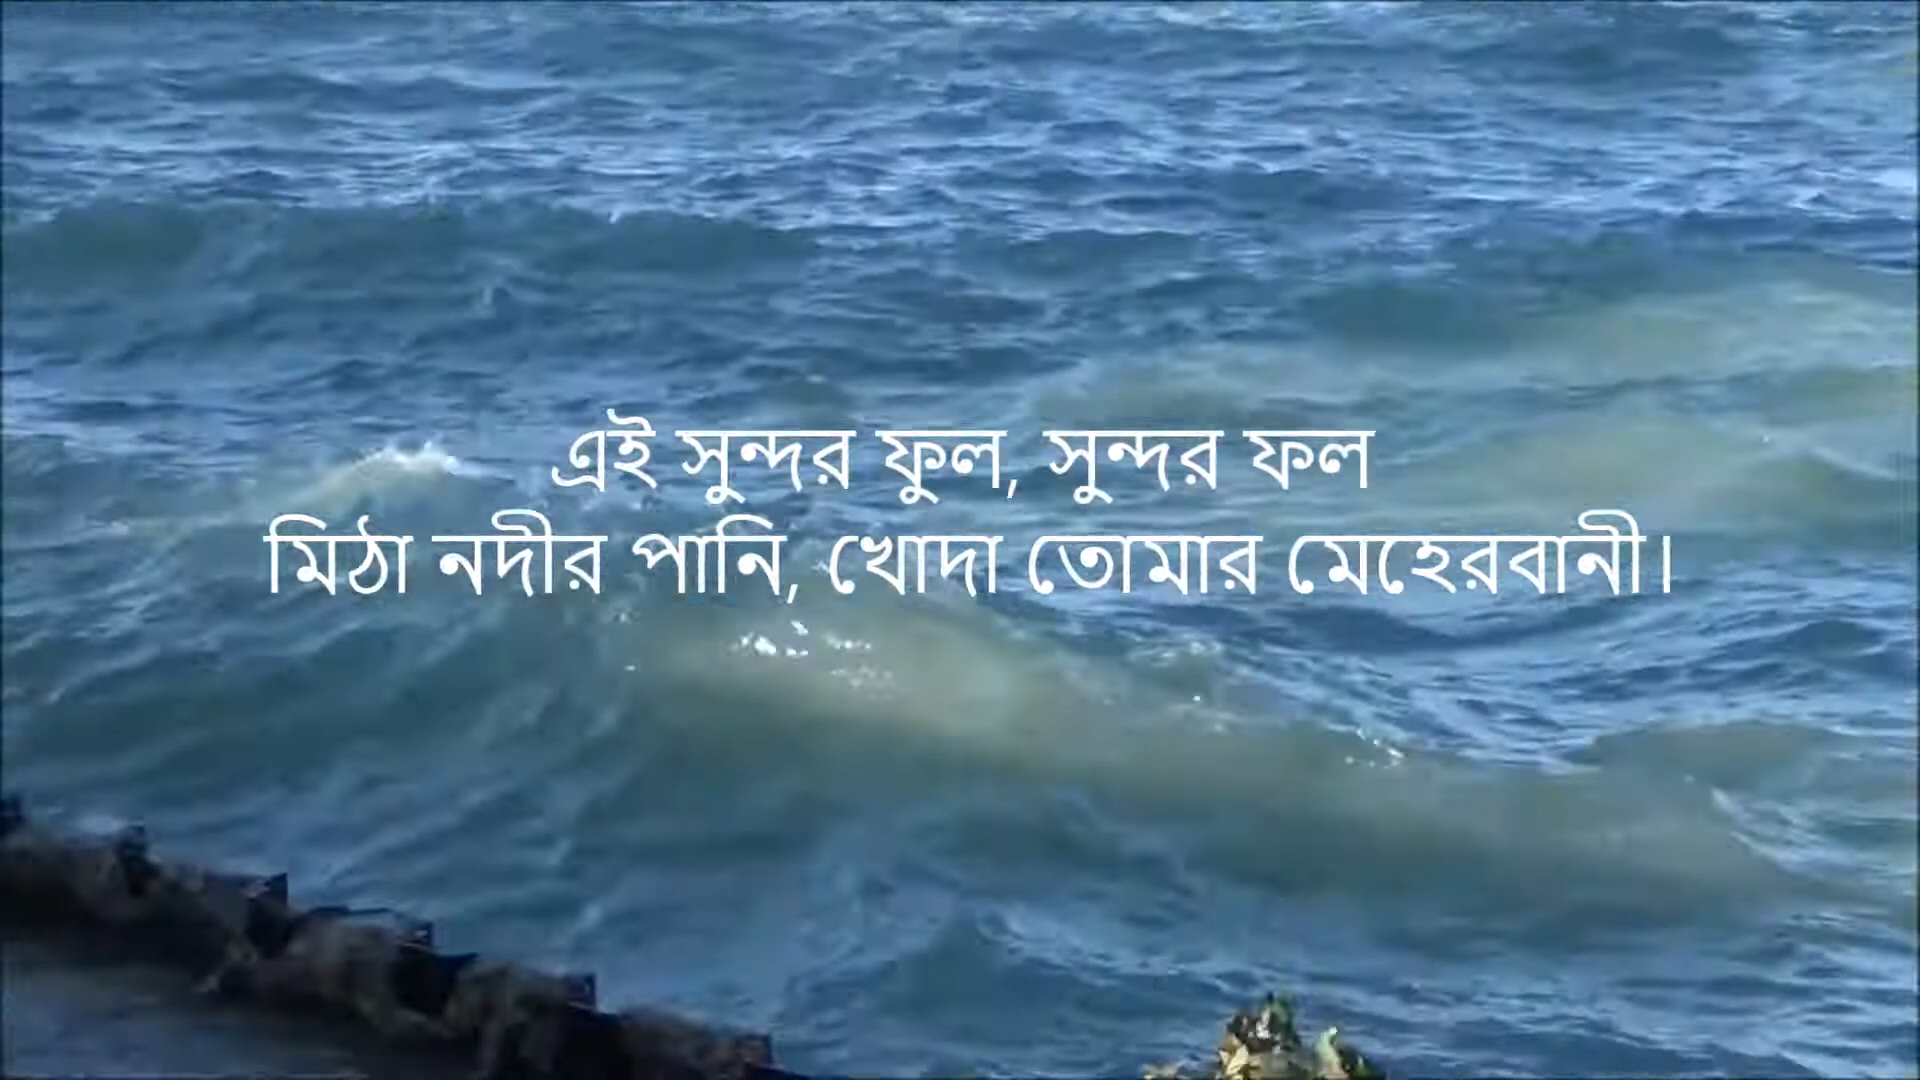 এই সুন্দর ফুল, সুন্দর ফল
মিঠা নদীর পানি, খোদা তোমার মেহেরবানী।